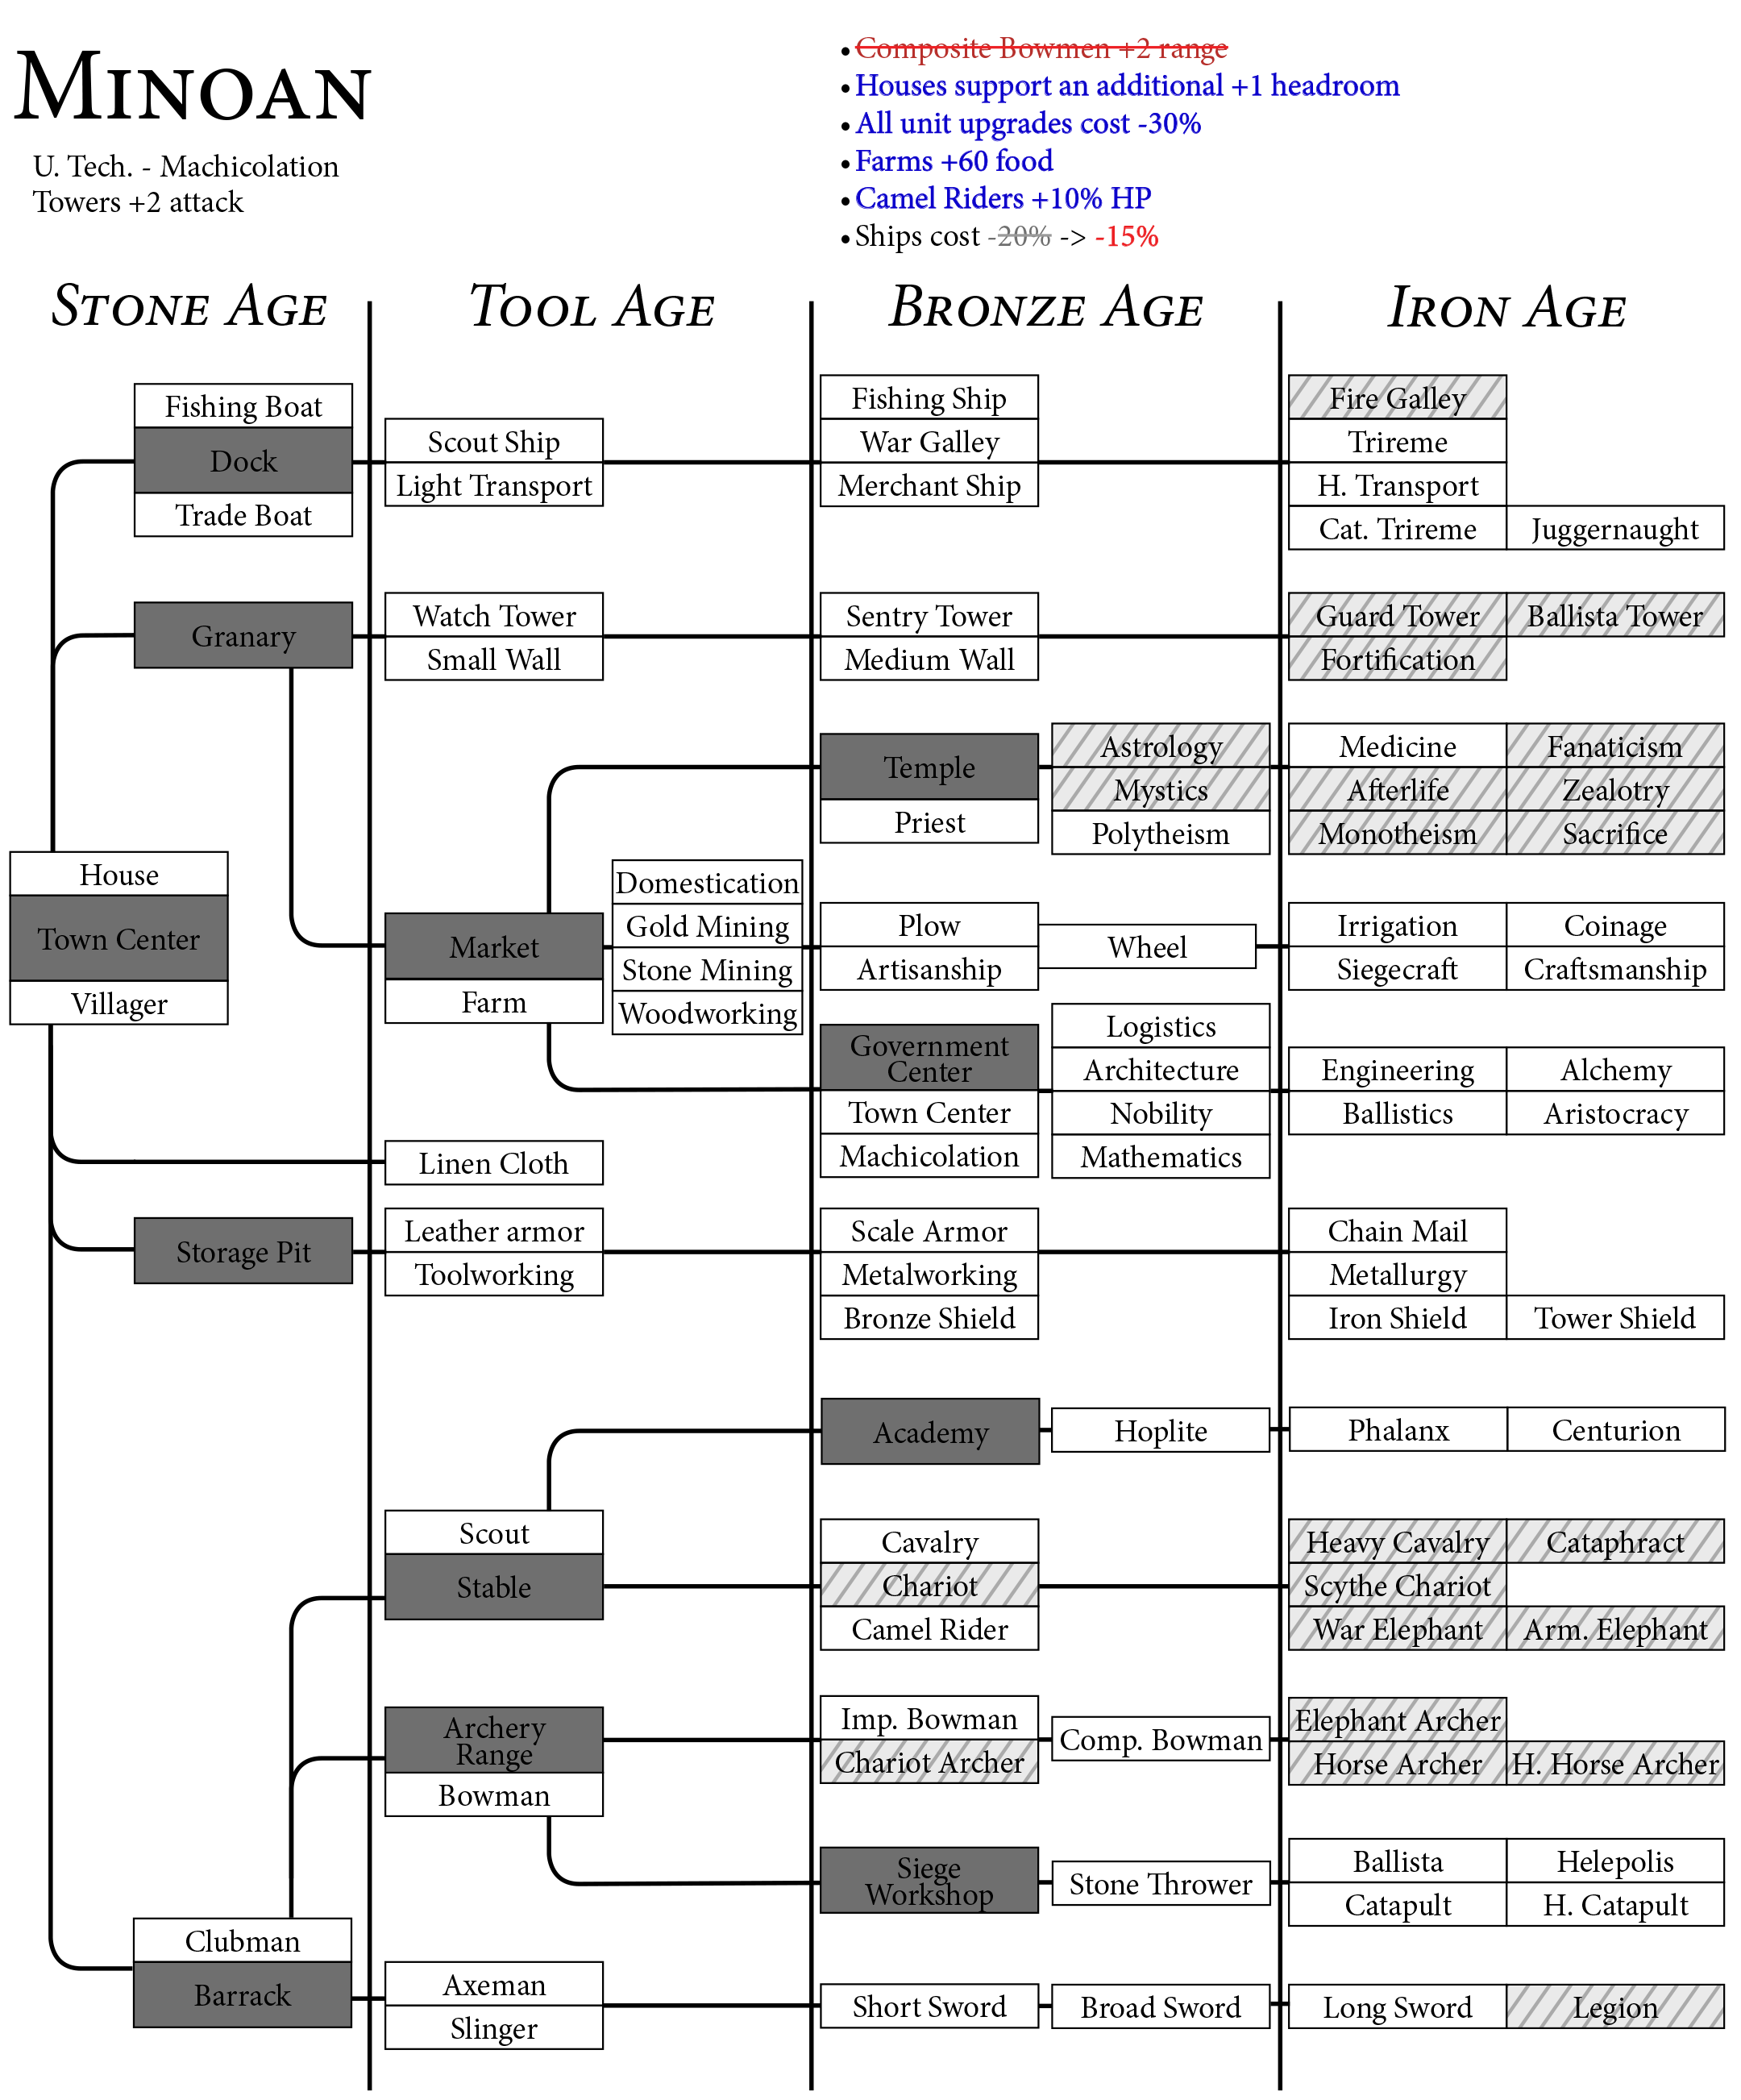 MINOAN
U. Tech. - Machicolation
Towers +2 attack
• Composite Bowmen +2 range
• Houses support an additional +1 headroom
• All unit upgrades cost -30%
• Farms +60 food
• Camel Riders +10% HP
• Ships cost -20% -> -15%
STONE AGE
TOOL AGE
BRONZE AGE
IRON AGE
Fishing Boat
Dock
Trade Boat
Scout Ship
Light Transport
Fishing Ship
War Galley
Merchant Ship
Fire Galley
Trireme
H. Transport
Cat. Trireme
Juggernaught
Granary
Watch Tower
Small Wall
Sentry Tower
Medium Wall
Guard Tower
Ballista Tower
Fortification
Temple
Priest
Astrology
Mystics
Polytheism
Medicine
Fanaticism
Afterlife
Zealotry
Monotheism
Sacrifice
House
Town Center
Villager
Market
Farm
Domestication
Gold Mining
Stone Mining
Woodworking
Plow
Artisanship
Wheel
Irrigation
Coinage
Siegecraft
Craftsmanship
Government
Center
Town Center
Machicolation
Logistics
Architecture
Nobility
Mathematics
Engineering
Alchemy
Ballistics
Aristocracy
Linen Cloth
Storage Pit
Leather armor
Toolworking
Scale Armor
Metalworking
Bronze Shield
Chain Mail
Metallurgy
Iron Shield
Tower Shield
Academy
Hoplite
Phalanx
Centurion
Scout
Stable
Cavalry
Chariot
Camel Rider
Heavy Cavalry
Cataphract
Scythe Chariot
War Elephant
Arm. Elephant
Archery
Range
Bowman
Imp. Bowman
Chariot Archer
Comp. Bowman
Elephant Archer
Horse Archer
H. Horse Archer
Siege
Workshop
Stone Thrower
Ballista
Helepolis
Catapult
H. Catapult
Clubman
Barrack
Axeman
Slinger
Short Sword
Broad Sword
Long Sword
Legion